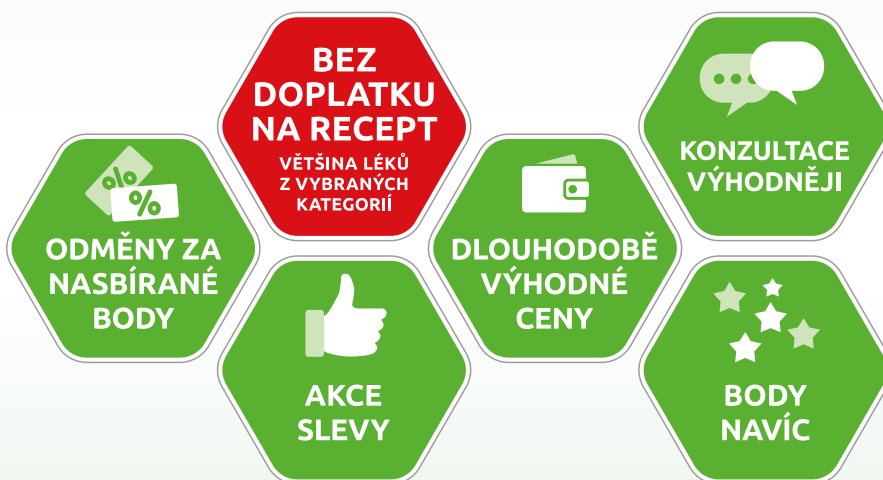 BEZ
DOPLATKU
NA RECEPT
VĚTŠINA LÉKŮ
Z VYBRANÝCH
KATEGORIÍ
KONZULTACE
VÝHODNĚJI
%
%
ODMĚNY ZA
NASBÍRANÉ
BODY
DLOUHODOBĚ
VÝHODNÉ
CENY
AKCE
SLEVY
BODY
NAVÍC